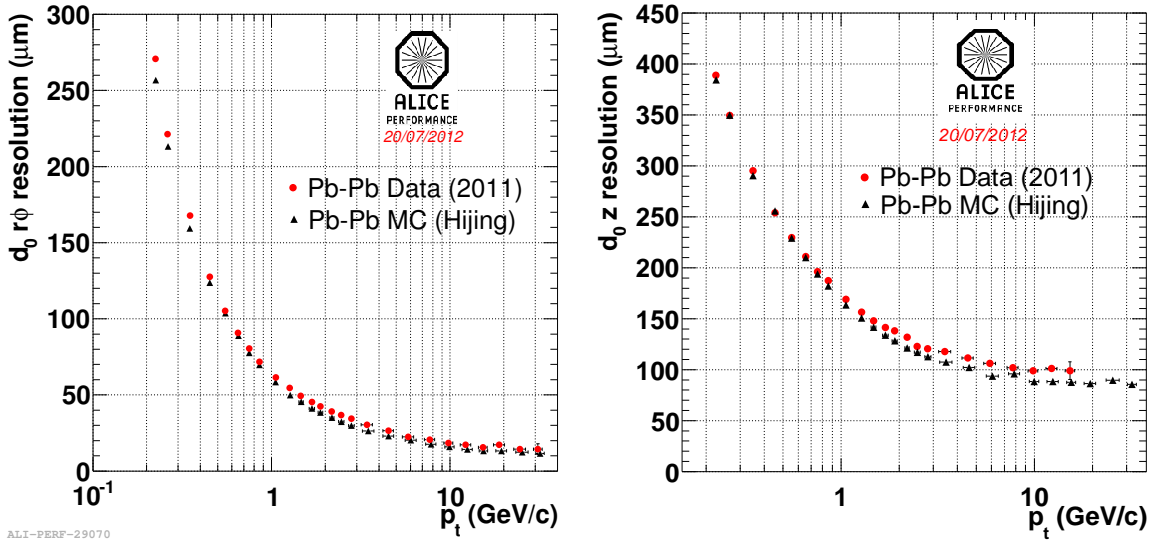 d0 rφ resolution (μm)
300
250
200
150
100
50
0
10-1
1
10
pt (GeV/c)
ALICE
PERFORMANCE
20/07/2012
Pb-Pb Data (2011)
Pb-Pb MC (Hijing)
d0 z resolution (μm)
450
400
350
300
250
200
150
100
50
0
1
10
pt (GeV/c)
ALICE
PERFORMANCE
20/07/2012
Pb-Pb Data (2011)
Pb-Pb MC (Hijing)
ALI-PERF-29070